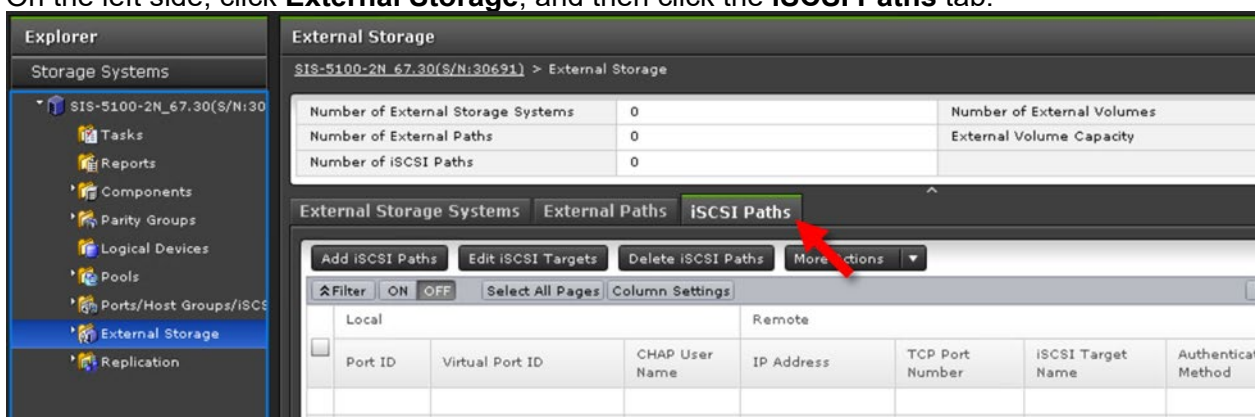 On the left side, click External Storage, and then click the iSCSI Paths tab.
Explorer
Storage Systems
SIS-5100-2N_67.30(S/N:30
Tasks
Reports
Components
Parity Groups
Logical Devices
Pools
Ports/Host Groups/iSCS
External Storage
Replication
External Storage
SIS-5100-2N_67.30(S/N:30691) > External Storage
Number of External Storage Systems 0 Number of External Volumes
Number of External Paths 0 External Volume Capacity
Number of iSCSI Paths 0
External Storage Systems External Paths iSCSI Paths
Add iSCSI Paths Edit iSCSI Targets Delete iSCSI Paths More Actions
Filter ON OFF Select All Pages Column Settings
Local Remote
Port ID Virtual Port ID CHAP User Name IP Address TCP Port Number iSCSI Target Name Authenticat Method